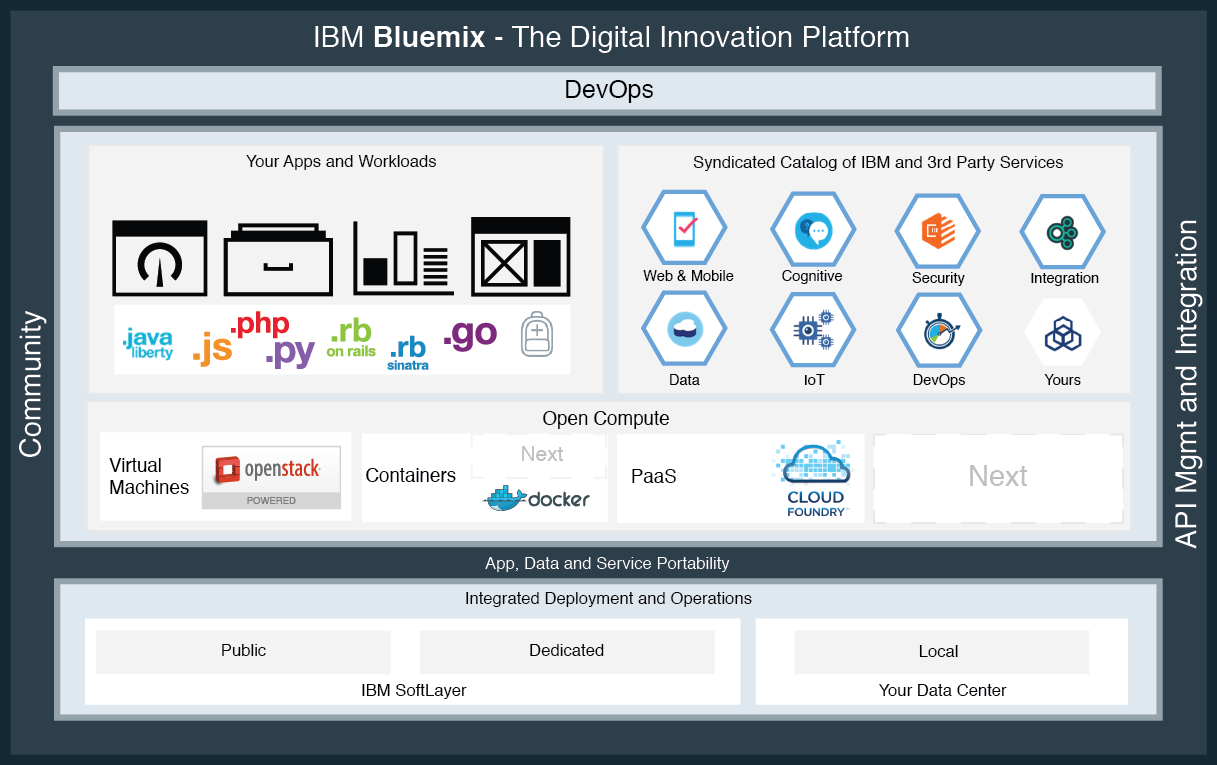 IBM Bluemix - The Digital Innovation Platform
DevOps
Community
API Mgmt and Integration
Your Apps and Workloads
.java
liberty
.js
.php
.py
.rb
on rails
.rb
sinatra
.go
Syndicated Catalog of IBM and 3rd Party Services
Web & Mobile
Cognitive
Security
Integration
Data
IoT
DevOps
Yours
Open Compute
Virtual
Machines
openstack
POWERED
Containers
Next
docker
PaaS
CLOUD
FOUNDRY™
Next
App, Data and Service Portability
Integrated Deployment and Operations
Public
Dedicated
IBM SoftLayer
Local
Your Data Center